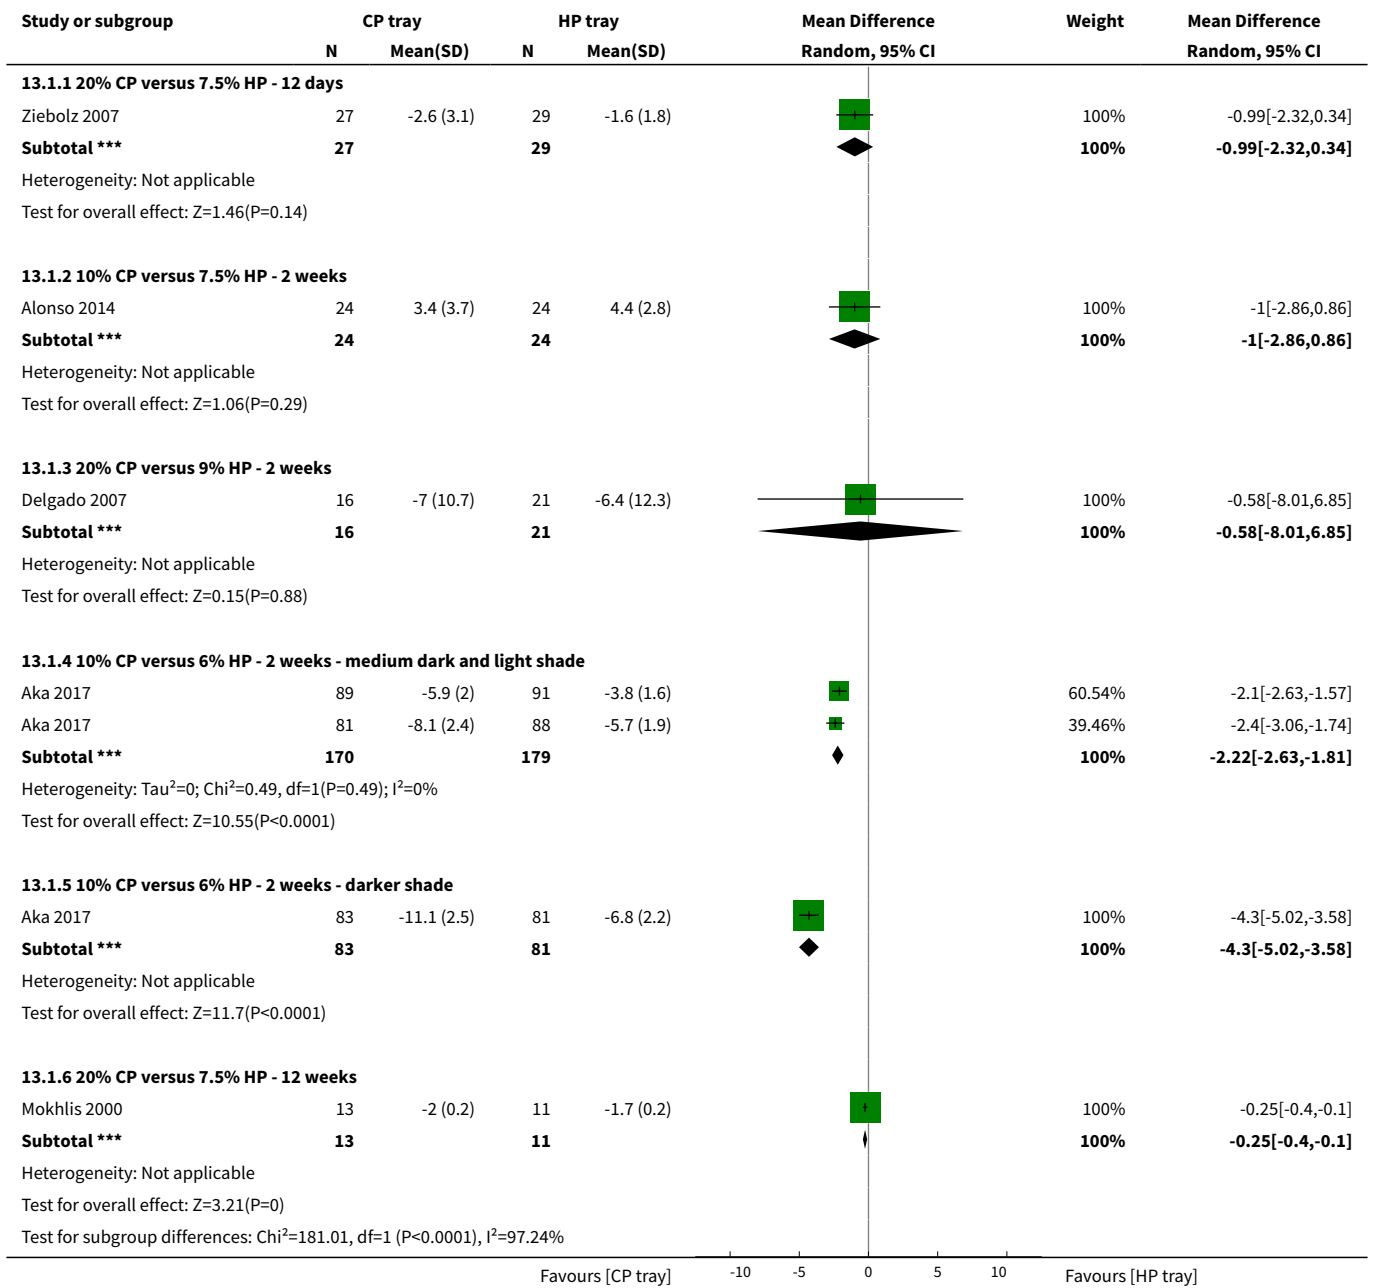 Study or subgroup CP tray HP tray Mean Difference Weight Mean Difference
N Mean(SD) N Mean(SD) Random, 95% CI Random, 95% CI
13.1.1 20% CP versus 7.5% HP - 12 days
Ziebolz 2007 27 -2.6 (3.1) 29 -1.6 (1.8) 100% -0.99[-2.32,0.34]
Subtotal *** 27 29 100% -0.99[-2.32,0.34]
Heterogeneity: Not applicable
Test for overall effect: Z=1.46(P=0.14)
13.1.2 10% CP versus 7.5% HP - 2 weeks
Alonso 2014 24 3.4 (3.7) 24 4.4 (2.8) 100% -1[-2.86,0.86]
Subtotal *** 24 24 100% -1[-2.86,0.86]
Heterogeneity: Not applicable
Test for overall effect: Z=1.06(P=0.29)
13.1.3 20% CP versus 9% HP - 2 weeks
Delgado 2007 16 -7 (10.7) 21 -6.4 (12.3) 100% -0.58[-8.01,6.85]
Subtotal *** 16 21 100% -0.58[-8.01,6.85]
Heterogeneity: Not applicable
Test for overall effect: Z=0.15(P=0.88)
13.1.4 10% CP versus 6% HP - 2 weeks - medium dark and light shade
Aka 2017 89 -5.9 (2) 91 -3.8 (1.6) 60.54% -2.1[-2.63,-1.57]
Aka 2017 81 -8.1 (2.4) 88 -5.7 (1.9) 39.46% -2.4[-3.06,-1.74]
Subtotal *** 170 179 100% -2.22[-2.63,-1.81]
Heterogeneity: Tau²=0; Chi²=0.49, df=1(P=0.49); I²=0%
Test for overall effect: Z=10.55(P<0.0001)
13.1.5 10% CP versus 6% HP - 2 weeks - darker shade
Aka 2017 83 -11.1 (2.5) 81 -6.8 (2.2) 100% -4.3[-5.02,-3.58]
Subtotal *** 83 81 100% -4.3[-5.02,-3.58]
Heterogeneity: Not applicable
Test for overall effect: Z=11.7(P<0.0001)
13.1.6 20% CP versus 7.5% HP - 12 weeks
Mokhlis 2000 13 -2 (0.2) 11 -1.7 (0.2) 100% -0.25[-0.4,-0.1]
Subtotal *** 13 11 100% -0.25[-0.4,-0.1]
Heterogeneity: Not applicable
Test for overall effect: Z=3.21(P=0)
Test for subgroup differences: Chi²=181.01, df=1 (P<0.0001), I²=97.24%
Favours [CP tray] -10 -5 0 5 10 Favours [HP tray]